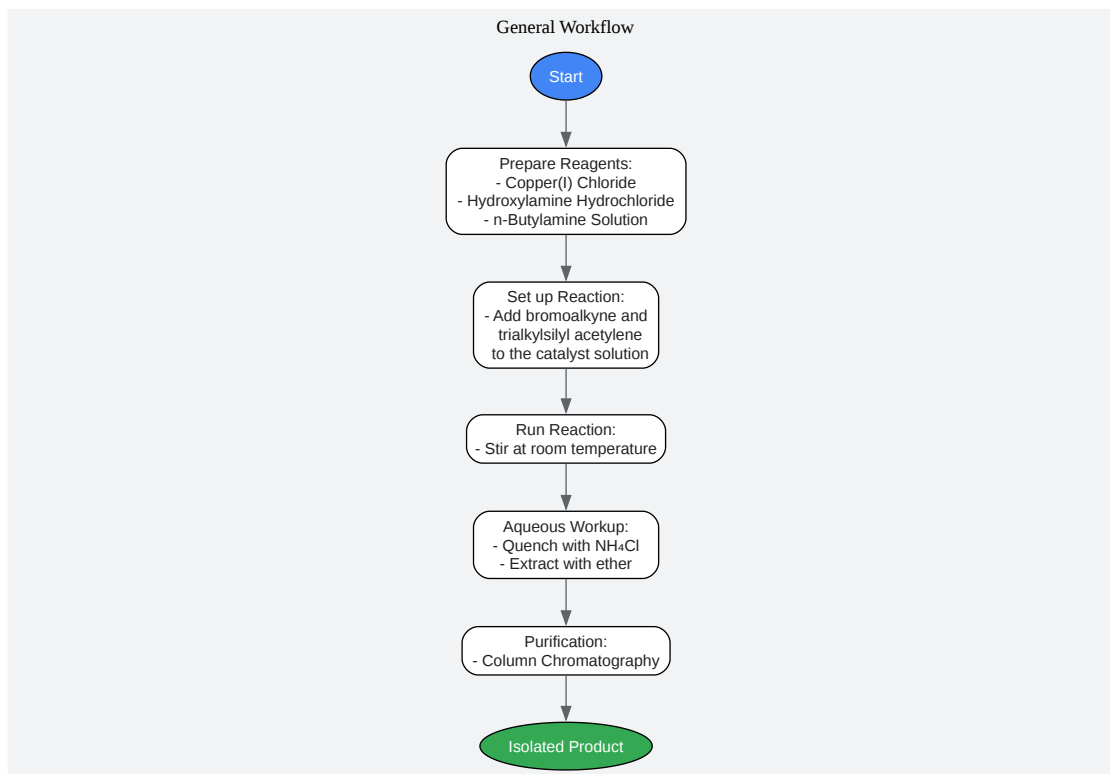 General Workflow
Start
Prepare Reagents:
- Copper(I) Chloride
- Hydroxylamine Hydrochloride
- n-Butylamine Solution
Set up Reaction:
- Add bromoalkyne and
trialkylsilyl acetylene
to the catalyst solution
Run Reaction:
- Stir at room temperature
Aqueous Workup:
- Quench with NH₄Cl
- Extract with ether
Purification:
- Column Chromatography
Isolated Product